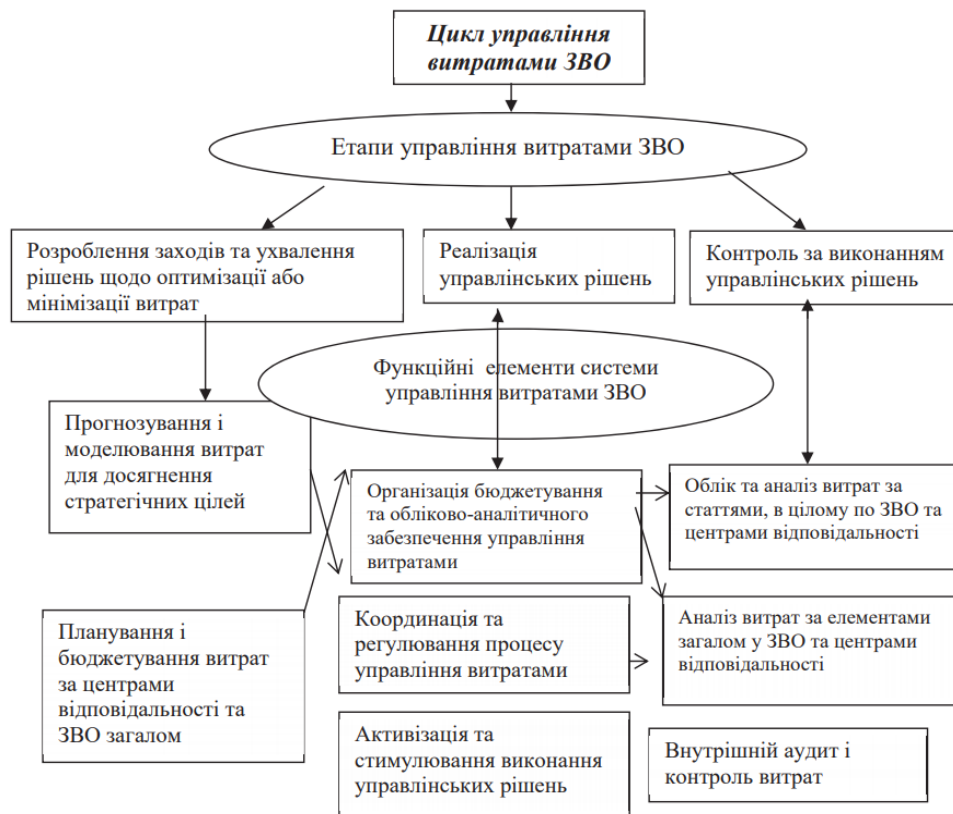 Цикл управління
витратами ЗВО
Етапи управління витратами ЗВО
Розроблення заходів та ухвалення
рішень щодо оптимізації або
мінімізації витрат
Реалізація
управлінських рішень
Контроль за виконанням
управлінських рішень
Функційні елементи системи
управління витратами ЗВО
Прогнозування і
моделювання витрат
для досягнення
стратегічних цілей
Організація бюджетування
та обліково-аналітичного
забезпечення управління
витратами
Облік та аналіз витрат за
статтями, в цілому по ЗВО та
центрами відповідальності
Планування і
бюджетування витрат
за центрами
відповідальності та
ЗВО загалом
Координація та
регулювання процесу
управління витратами
Аналіз витрат за елементами
загалом у ЗВО та центрами
відповідальності
Активізація та
стимулювання виконання
управлінських рішень
Внутрішній аудит і
контроль витрат